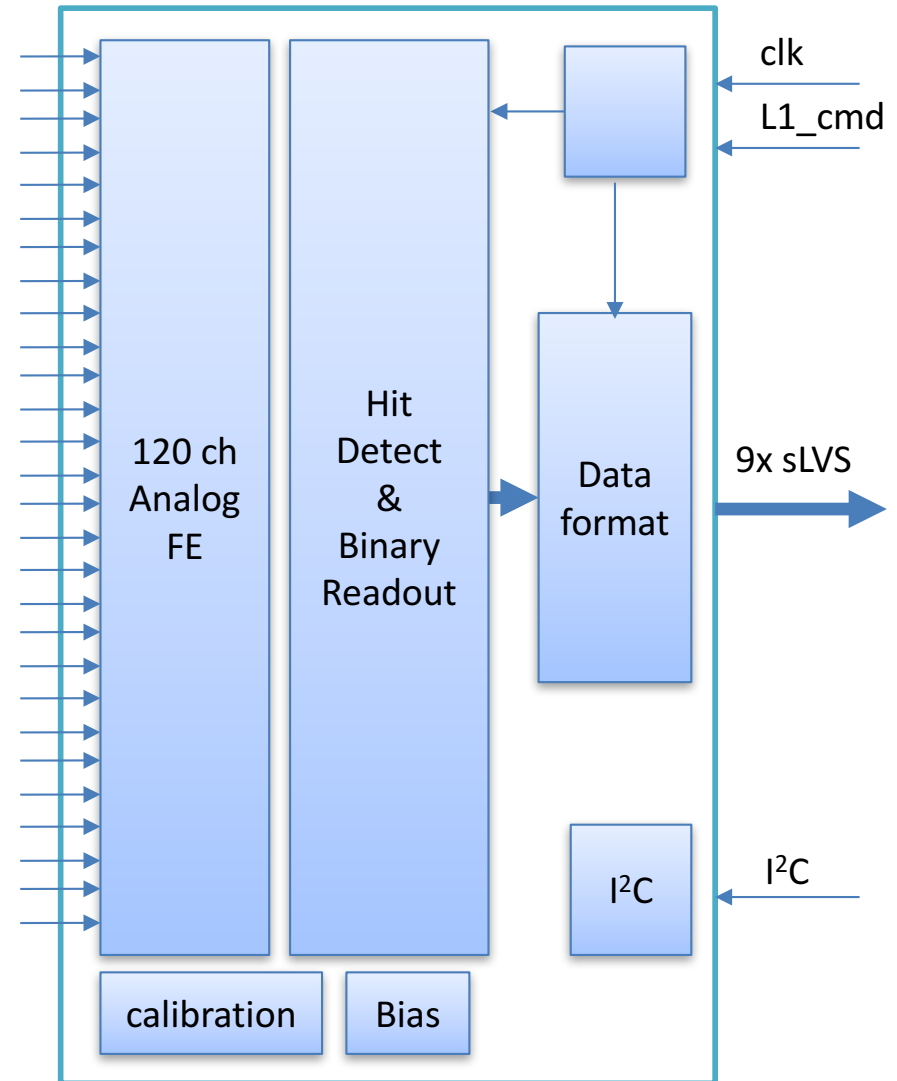 clk
L1_cmd
120 ch
Analog
FE
Hit
Detect
&
Binary
Readout
Data
format
9x sLVS
I²C
I²C
calibration
Bias